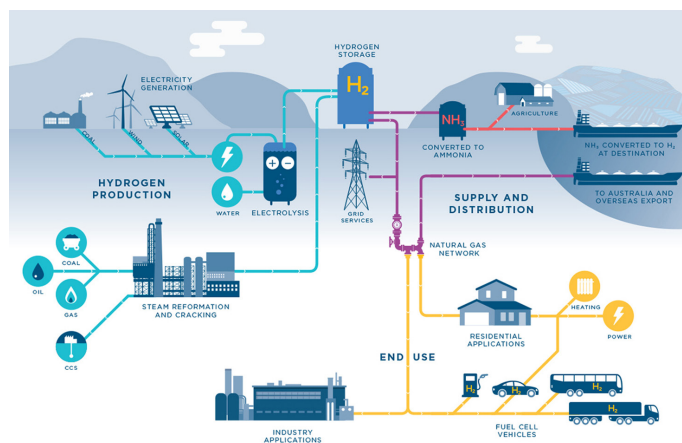 HYDROGEN
STORAGE
H₂
ELECTRICITY
GENERATION
COAL
WIND
SOLAR
HYDROGEN
PRODUCTION
WATER
ELECTROLYSIS
GRID
SERVICES
NH₃
CONVERTED TO
AMMONIA
AGRICULTURE
NH₃ CONVERTED TO H₂
AT DESTINATION
SUPPLY AND
DISTRIBUTION
TO AUSTRALIA AND
OVERSEAS EXPORT
NATURAL GAS
NETWORK
COAL
OIL
GAS
CCS
STEAM REFORMATION
AND CRACKING
RESIDENTIAL
APPLICATIONS
HEATING
POWER
END USE
INDUSTRY
APPLICATIONS
H₂
H₂
H₂
H₂
FUEL CELL
VEHICLES